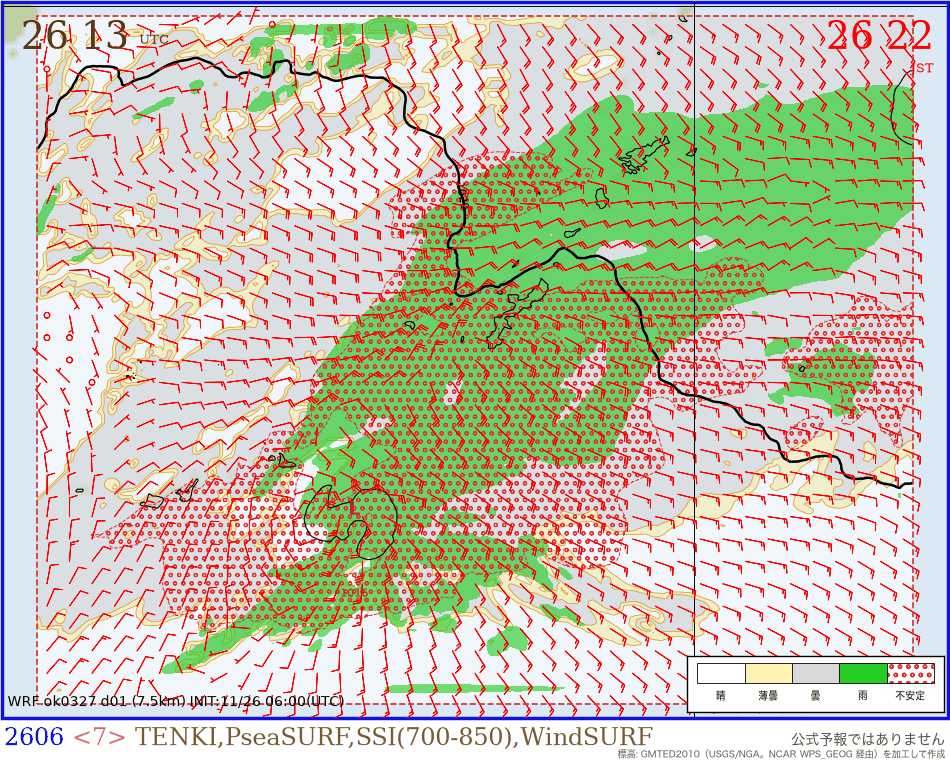 26 13 UTC
26 22
JST
WRF ok0327 d01 (7.5km) INIT:11/26 06:00(UTC)
晴 薄曇 曇 雨 不安定
2606 <7> TENKI,PseaSURF,SSI(700-850),WindSURF
公式予報ではありません
標高: GMTED2010（USGS/NGA。NCAR WPS_GEOG 経由）を加工して作成